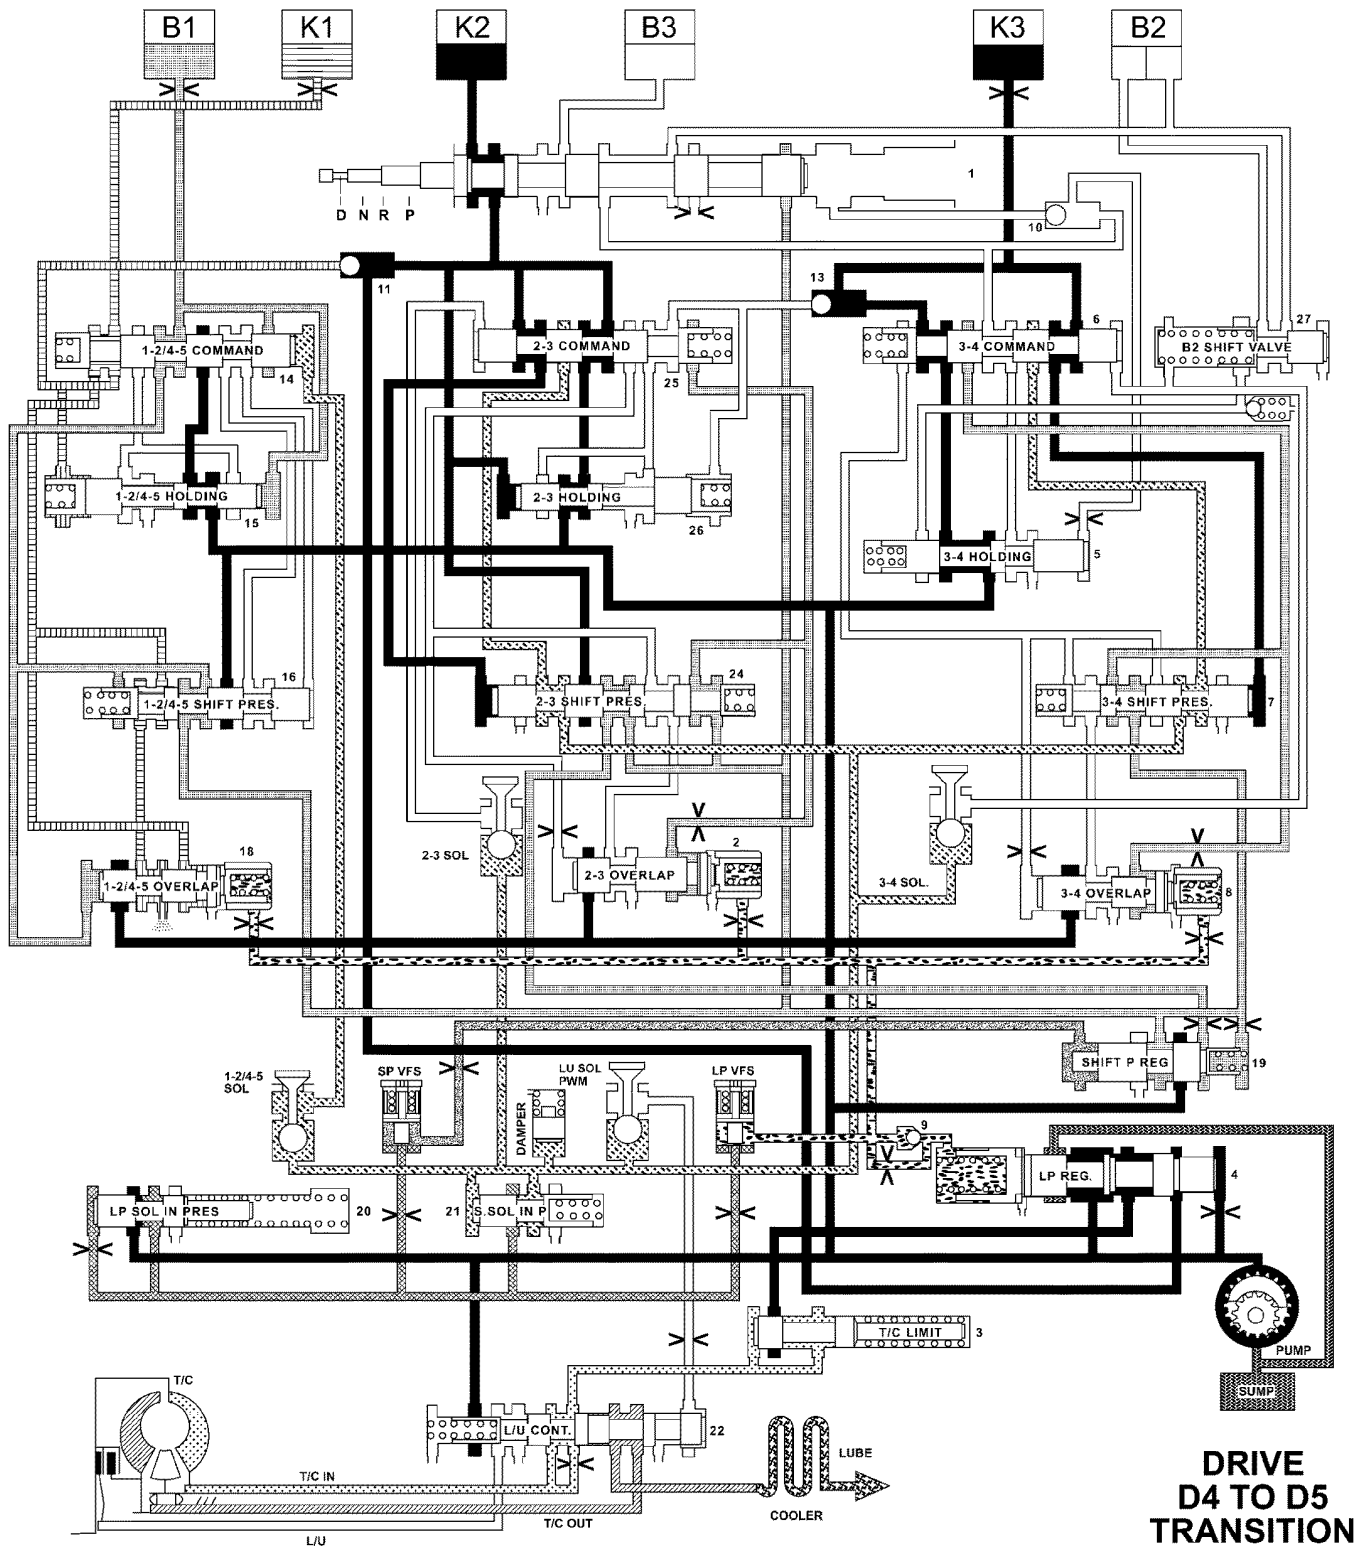 B1
K1
K2
B3
K3
B2
1
D N R P
10
11
13
6
27
1-2/4-5 COMMAND
2-3 COMMAND
3-4 COMMAND
B2 SHIFT VALVE
14
25
1-2/4-5 HOLDING
2-3 HOLDING
15
26
3-4 HOLDING
5
16
24
1-2/4-5 SHIFT PRES.
2-3 SHIFT PRES.
3-4 SHIFT PRES.
7
18
2-3 SOL
2
1-2/4-5 OVERLAP
2-3 OVERLAP
3-4 SOL.
3-4 OVERLAP
8
SHIFT P REG
19
1-2/4-5
SOL
SP VFS
LU SOL
PWM
LP VFS
DAMPER
9
LP REG.
4
LP SOL IN PRES
20
21
S.SOL IN P
T/C LIMIT
3
PUMP
SUMP
T/C
L/U CONT.
22
LUBE
T/C IN
COOLER
T/C OUT
L/U
DRIVE
D4 TO D5
TRANSITION